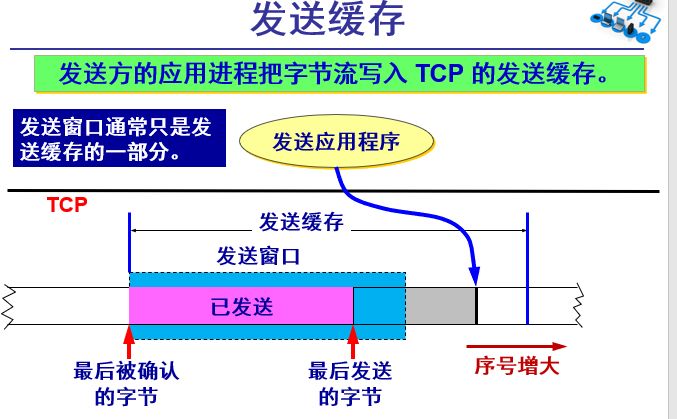 发送缓存
发送方的应用进程把字节流写入 TCP 的发送缓存。
发送窗口通常只是发
送缓存的一部分。
发送应用程序
TCP
发送缓存
发送窗口
已发送
最后被确认
的字节
最后发送
的字节
序号增大